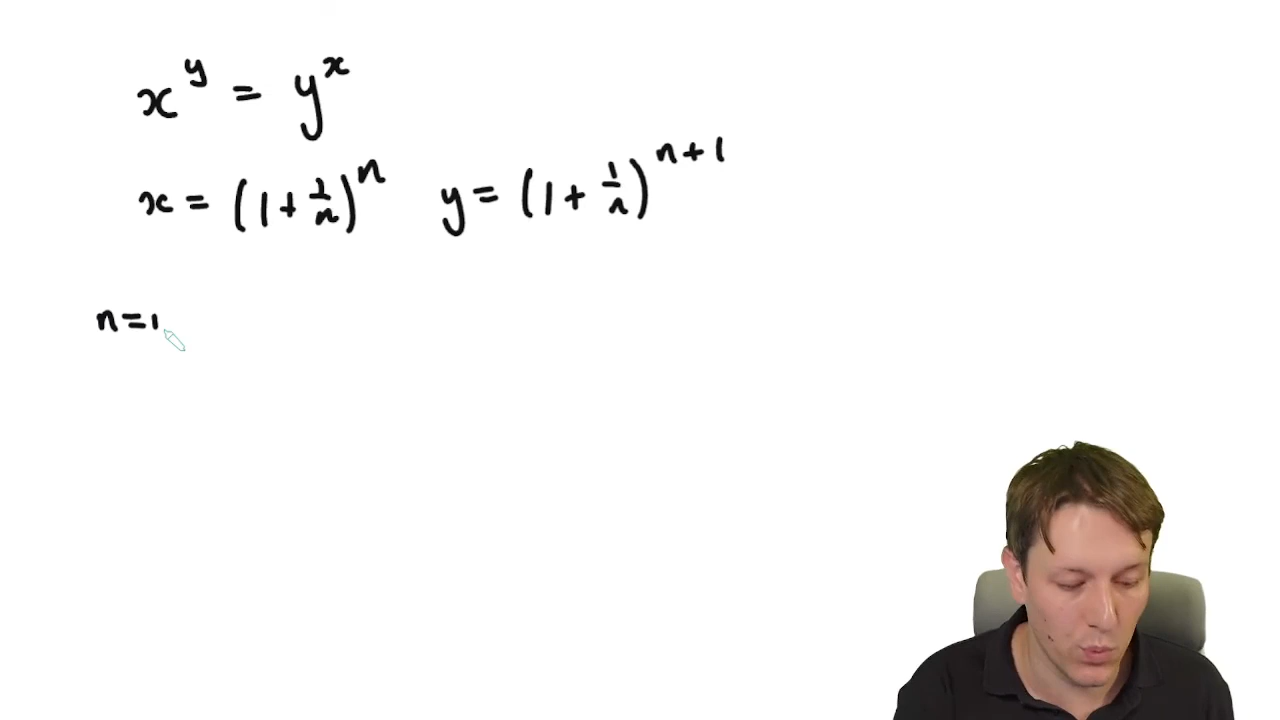 x^y = y^x
x = (1 + 1/n)^n y = (1 + 1/n)^{n+1}
n = 1